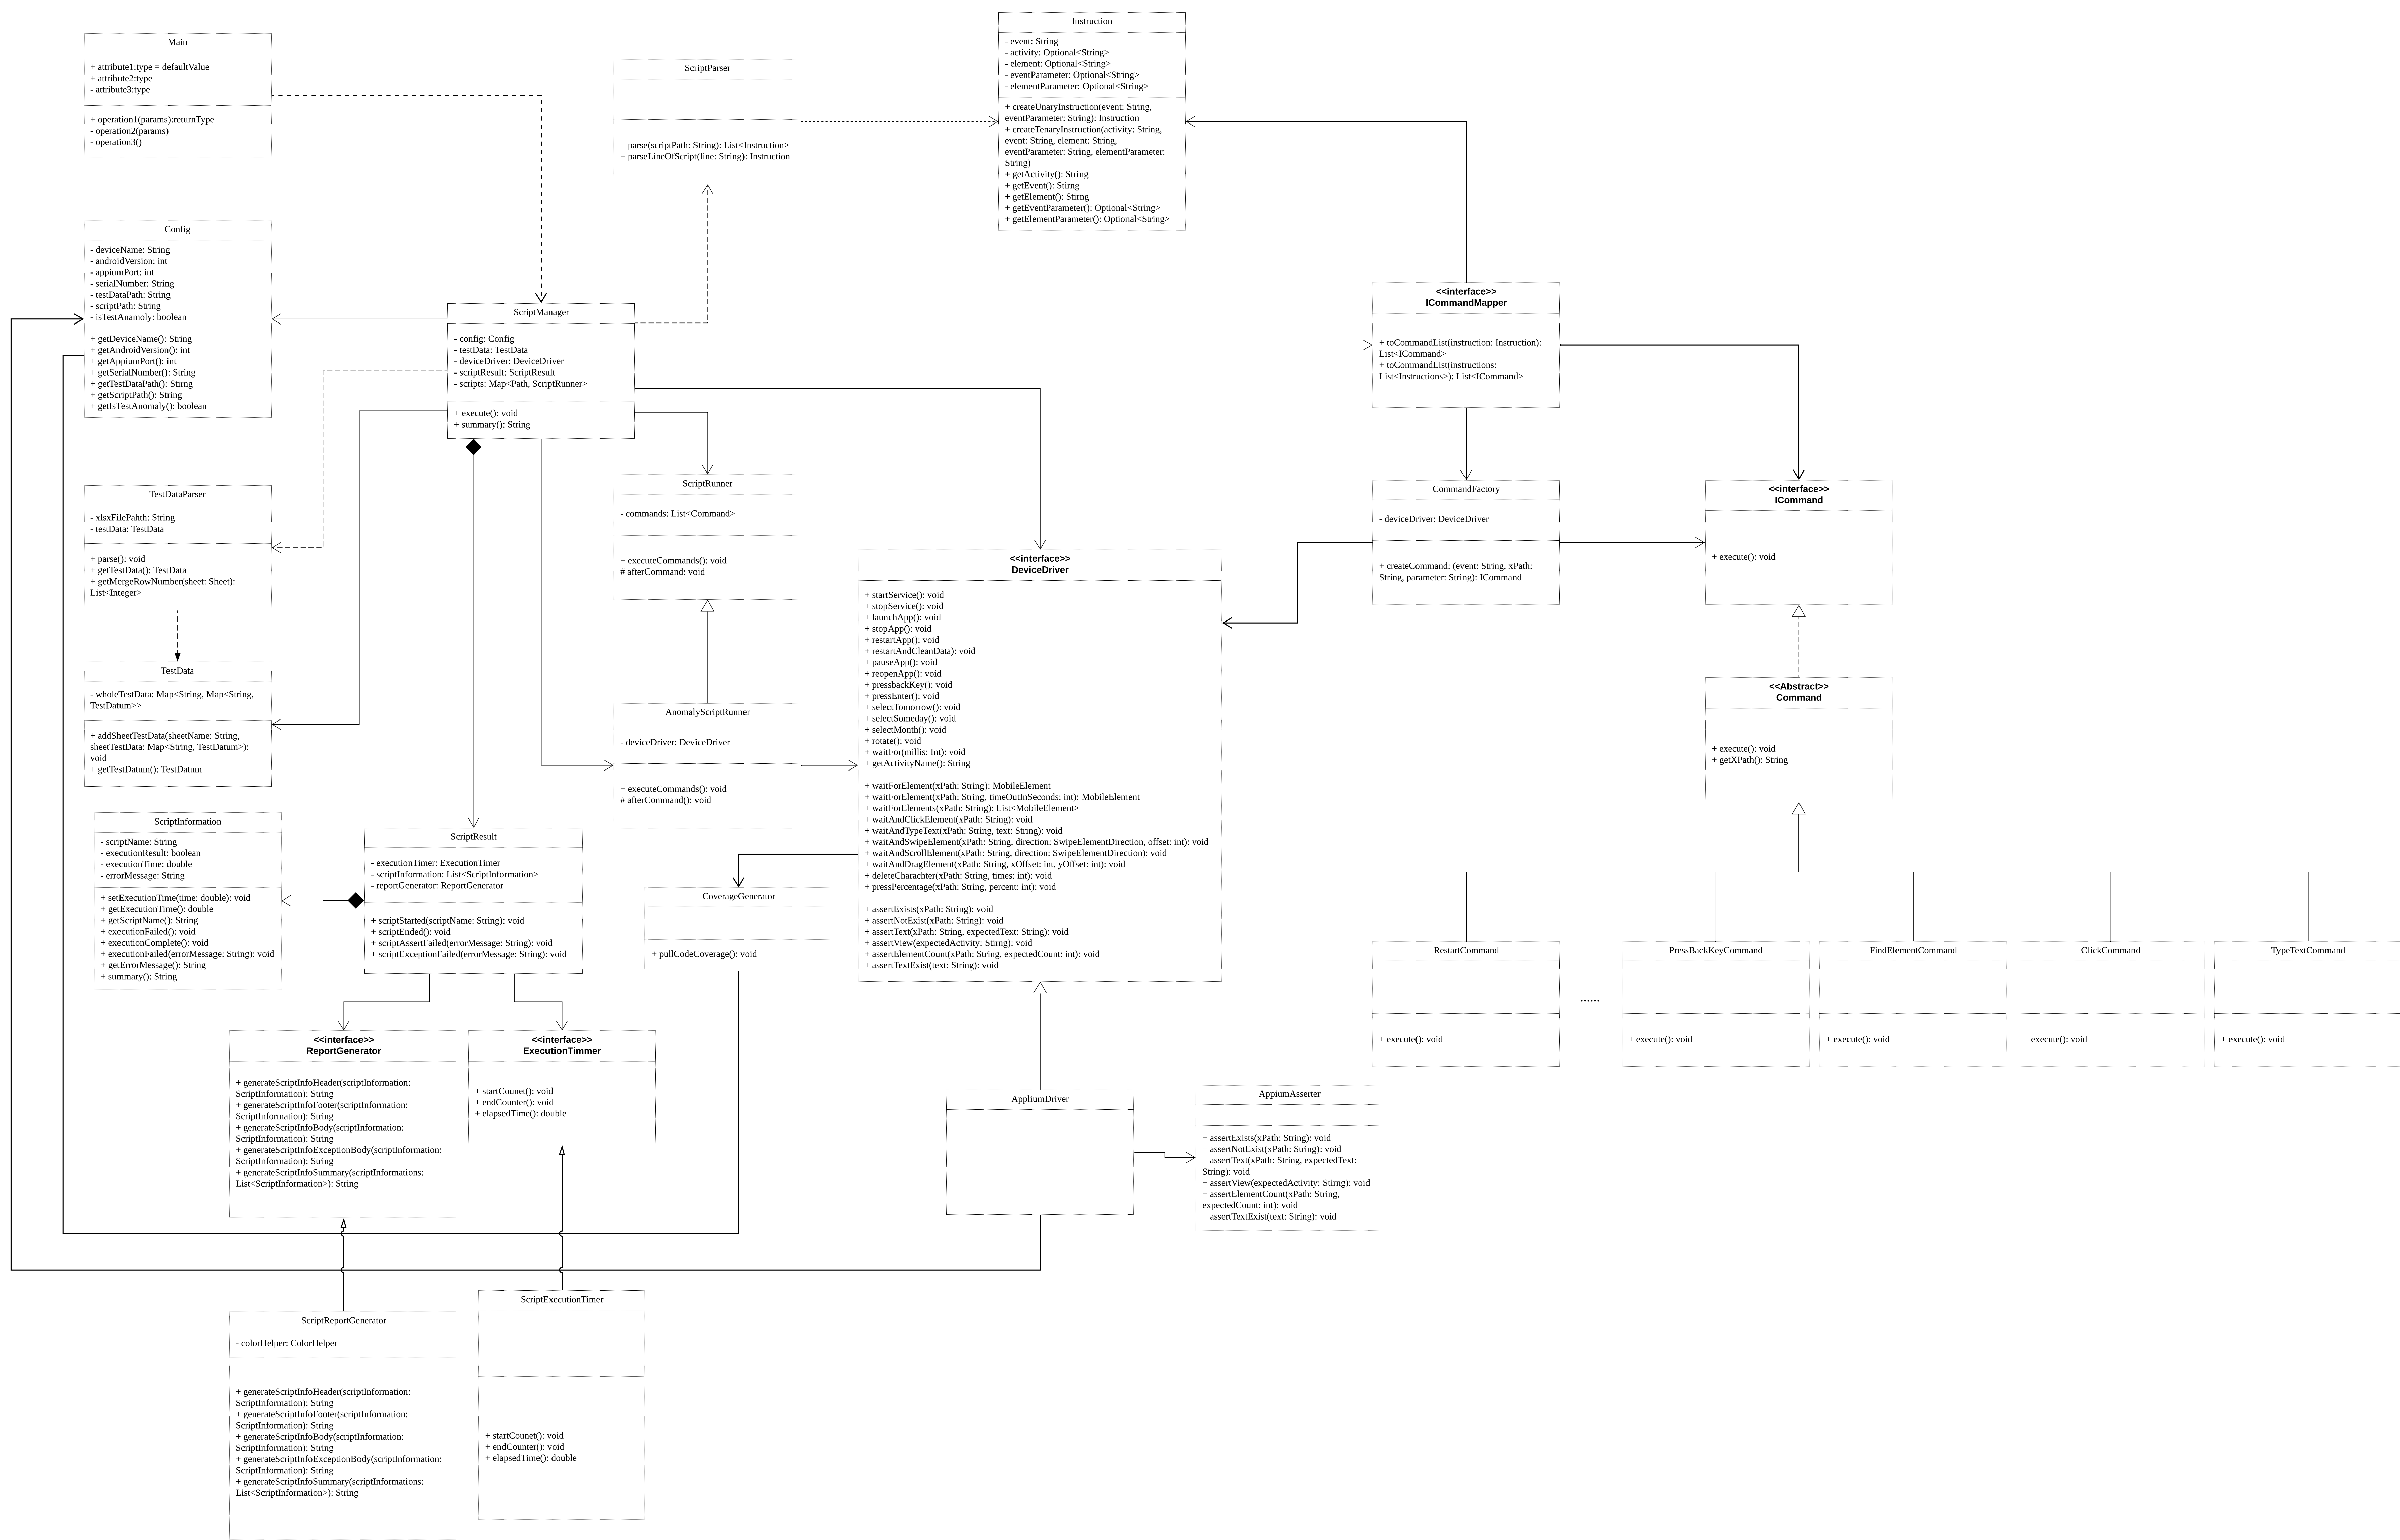 Main
+ attribute1:type = defaultValue
+ attribute2:type
- attribute3:type
+ operation1(params):returnType
- operation2(params)
- operation3()
ScriptParser
+ parse(scriptPath: String): List<Instruction>
+ parseLineOfScript(line: String): Instruction
Instruction
- event: String
- activity: Optional<String>
- element: Optional<String>
- eventParameter: Optional<String>
- elementParameter: Optional<String>
+ createUnaryInstruction(event: String,
eventParameter: String): Instruction
+ createTenaryInstruction(activity: String,
event: String, element: String,
eventParameter: String, elementParameter:
String)
+ getActivity(): String
+ getEvent(): Stirng
+ getElement(): Stirng
+ getEventParameter(): Optional<String>
+ getElementParameter(): Optional<String>
Config
- deviceName: String
- androidVersion: int
- appiumPort: int
- serialNumber: String
- testDataPath: String
- scriptPath: String
- isTestAnamoly: boolean
+ getDeviceName(): String
+ getAndroidVersion(): int
+ getAppiumPort(): int
+ getSerialNumber(): String
+ getTestDataPath(): Stirng
+ getScriptPath(): String
+ getIsTestAnomaly(): boolean
ScriptManager
- config: Config
- testData: TestData
- deviceDriver: DeviceDriver
- scriptResult: ScriptResult
- scripts: Map<Path, ScriptRunner>
+ execute(): void
+ summary(): String
<<interface>>
ICommandMapper
+ toCommandList(instruction: Instruction):
List<ICommand>
+ toCommandList(instructions:
List<Instructions>): List<ICommand>
TestDataParser
- xlsxFilePahth: String
- testData: TestData
+ parse(): void
+ getTestData(): TestData
+ getMergeRowNumber(sheet: Sheet):
List<Integer>
ScriptRunner
- commands: List<Command>
+ executeCommands(): void
# afterCommand: void
<<interface>>
DeviceDriver
+ startService(): void
+ stopService(): void
+ launchApp(): void
+ stopApp(): void
+ restartApp(): void
+ restartAndCleanData): void
+ pauseApp(): void
+ reopenApp(): void
+ pressbackKey(): void
+ pressEnter(): void
+ selectTomorrow(): void
+ selectSomeday(): void
+ selectMonth(): void
+ rotate(): void
+ waitFor(millis: Int): void
+ getActivityName(): String
+ waitForElement(xPath: String): MobileElement
+ waitForElement(xPath: String, timeOutInSeconds: int): MobileElement
+ waitForElements(xPath: String): List<MobileElement>
+ waitAndClickElement(xPath: String): void
+ waitAndTypeText(xPath: String, text: String): void
+ waitAndSwipeElement(xPath: String, direction: SwipeElementDirection, offset: int): void
+ waitAndScrollElement(xPath: String, direction: SwipeElementDirection): void
+ waitAndDragElement(xPath: String, xOffset: int, yOffset: int): void
+ deleteCharachter(xPath: String, times: int): void
+ pressPercentage(xPath: String, percent: int): void
+ assertExists(xPath: String): void
+ assertNotExist(xPath: String): void
+ assertText(xPath: String, expectedText: String): void
+ assertView(expectedActivity: Stirng): void
+ assertElementCount(xPath: String, expectedCount: int): void
+ assertTextExist(text: String): void
CommandFactory
- deviceDriver: DeviceDriver
+ createCommand: (event: String, xPath:
String, parameter: String): ICommand
<<interface>>
ICommand
+ execute(): void
TestData
- wholeTestData: Map<String, Map<String,
TestDatum>>
+ addSheetTestData(sheetName: String,
sheetTestData: Map<String, TestDatum>):
void
+ getTestDatum(): TestDatum
AnomalyScriptRunner
- deviceDriver: DeviceDriver
+ executeCommands(): void
# afterCommand(): void
<<Abstract>>
Command
+ execute(): void
+ getXPath(): String
ScriptInformation
- scriptName: String
- executionResult: boolean
- executionTime: double
- errorMessage: String
+ setExecutionTime(time: double): void
+ getExecutionTime(): double
+ getScriptName(): String
+ executionFailed(): void
+ executionComplete(): void
+ executionFailed(errorMessage: String): void
+ getErrorMessage(): String
+ summary(): String
ScriptResult
- executionTimer: ExecutionTimer
- scriptInformation: List<ScriptInformation>
- reportGenerator: ReportGenerator
+ scriptStarted(scriptName: String): void
+ scriptEnded(): void
+ scriptAssertFailed(errorMessage: String): void
+ scriptExceptionFailed(errorMessage: String): void
CoverageGenerator
+ pullCodeCoverage(): void
RestartCommand
+ execute(): void
......
PressBackKeyCommand
+ execute(): void
FindElementCommand
+ execute(): void
ClickCommand
+ execute(): void
TypeTextCommand
+ execute(): void
<<interface>>
ReportGenerator
+ generateScriptInfoHeader(scriptInformation:
ScriptInformation): String
+ generateScriptInfoFooter(scriptInformation:
ScriptInformation): String
+ generateScriptInfoBody(scriptInformation:
ScriptInformation): String
+ generateScriptInfoExceptionBody(scriptInformation:
ScriptInformation): String
+ generateScriptInfoSummary(scriptInformations:
List<ScriptInformation>): String
<<interface>>
ExecutionTimmer
+ startCounet(): void
+ endCounter(): void
+ elapsedTime(): double
AppliumDriver
AppiumAsserter
+ assertExists(xPath: String): void
+ assertNotExist(xPath: String): void
+ assertText(xPath: String, expectedText:
String): void
+ assertView(expectedActivity: Stirng): void
+ assertElementCount(xPath: String,
expectedCount: int): void
+ assertTextExist(text: String): void
ScriptReportGenerator
- colorHelper: ColorHelper
+ generateScriptInfoHeader(scriptInformation:
ScriptInformation): String
+ generateScriptInfoFooter(scriptInformation:
ScriptInformation): String
+ generateScriptInfoBody(scriptInformation:
ScriptInformation): String
+ generateScriptInfoExceptionBody(scriptInformation:
ScriptInformation): String
+ generateScriptInfoSummary(scriptInformations:
List<ScriptInformation>): String
ScriptExecutionTimer
+ startCounet(): void
+ endCounter(): void
+ elapsedTime(): double